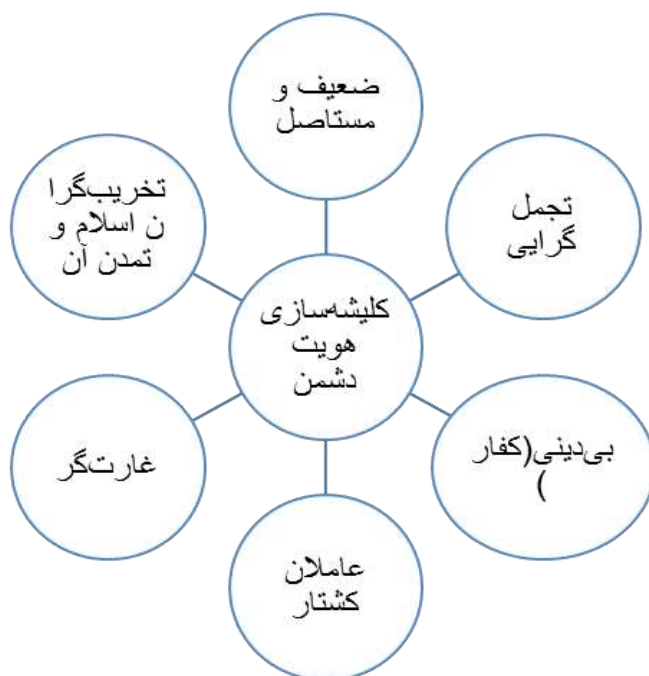 ضعیف و
مستاصل
تجمل
گرایی
بی‌دینی(کفار
)
عاملان
کشتار
غارت‌گر
تخریب‌گرا
ن اسلام و
تمدن آن
کلیشه‌سازی
هویت
دشمن